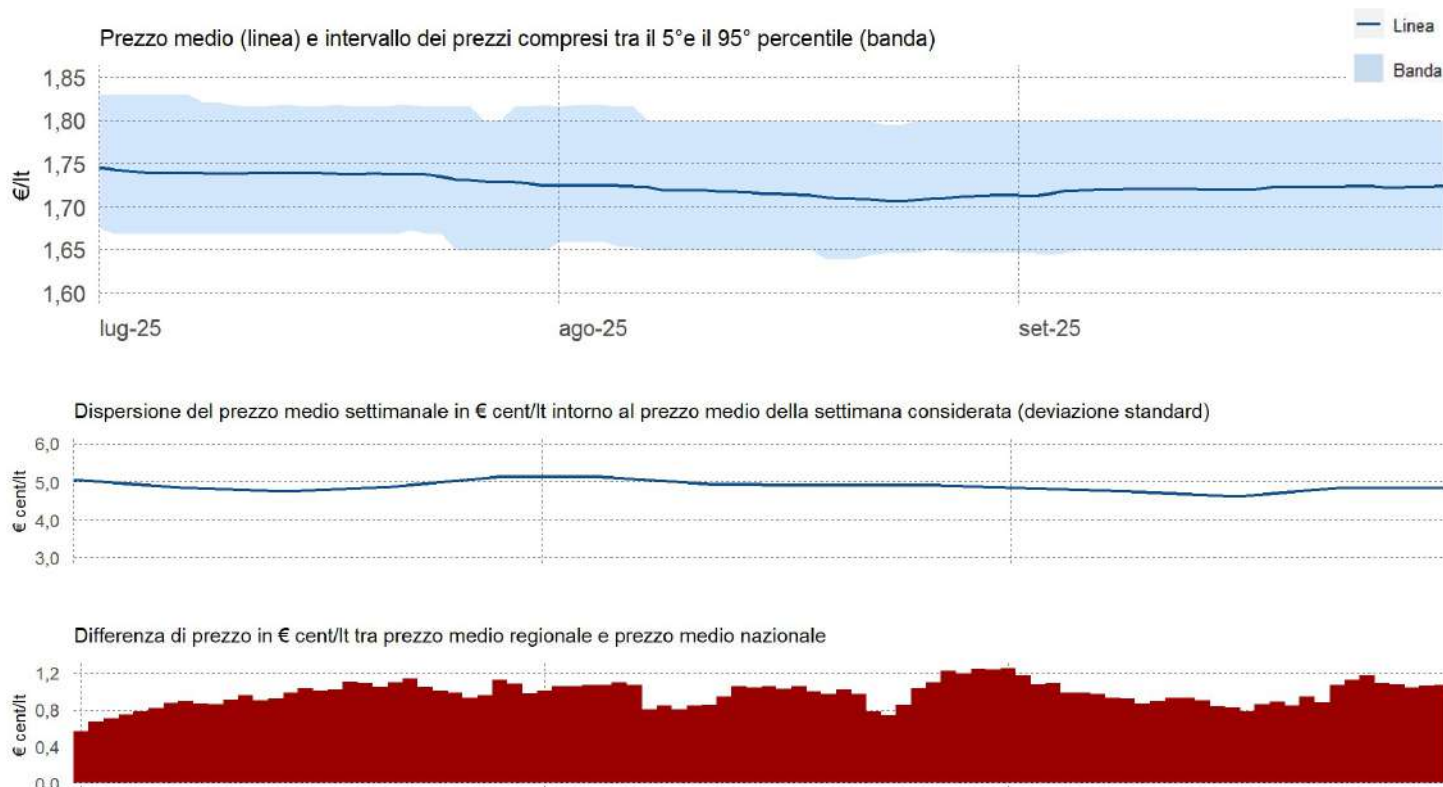 Prezzo medio (linea) e intervallo dei prezzi compresi tra il 5°e il 95° percentile (banda)
Linea
Banda
€/lt
1,85
1,80
1,75
1,70
1,65
1,60
lug-25
ago-25
set-25
Dispersione del prezzo medio settimanale in € cent/lt intorno al prezzo medio della settimana considerata (deviazione standard)
€ cent/lt
6,0
5,0
4,0
3,0
Differenza di prezzo in € cent/lt tra prezzo medio regionale e prezzo medio nazionale
€ cent/lt
1,2
0,8
0,4
0,0